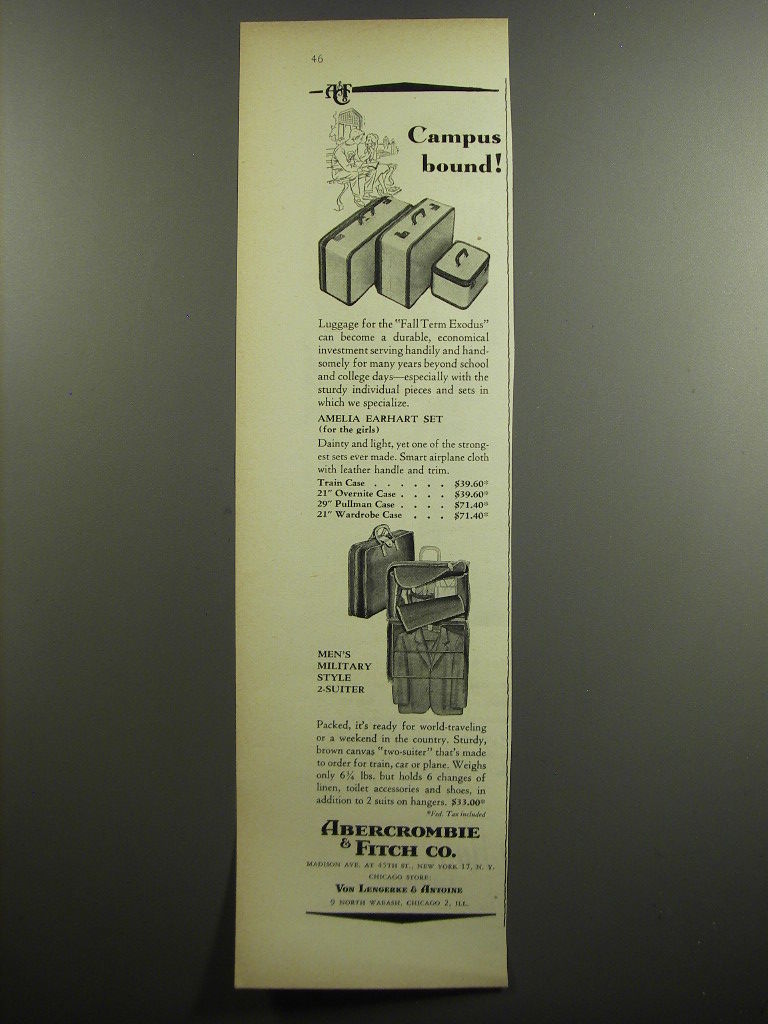 46
A&F Co
Campus
bound!
Luggage for the "Fall Term Exodus"
can become a durable, economical
investment serving handily and hand-
somely for many years beyond school
and college days—especially with the
sturdy individual pieces and sets in
which we specialize.
AMELIA EARHART SET
(for the girls)
Dainty and light, yet one of the strong-
est sets ever made. Smart airplane cloth
with leather handle and trim.
Train Case . . . . . . $39.60*
21" Overnite Case . . . . $39.60*
29" Pullman Case . . . . $71.40*
21" Wardrobe Case . . . $71.40*
MEN'S
MILITARY
STYLE
2-SUITER
Packed, it's ready for world-traveling
or a weekend in the country. Sturdy,
brown canvas "two-suiter" that's made
to order for train, car or plane. Weighs
only 6¾ lbs. but holds 6 changes of
linen, toilet accessories and shoes, in
addition to 2 suits on hangers. $33.00*
*Fed. Tax included
ABERCROMBIE
& FITCH CO.
MADISON AVE. AT 45TH ST., NEW YORK 17, N. Y.
CHICAGO STORE:
VON LENGERKE & ANTOINE
9 NORTH WABASH, CHICAGO 2, ILL.